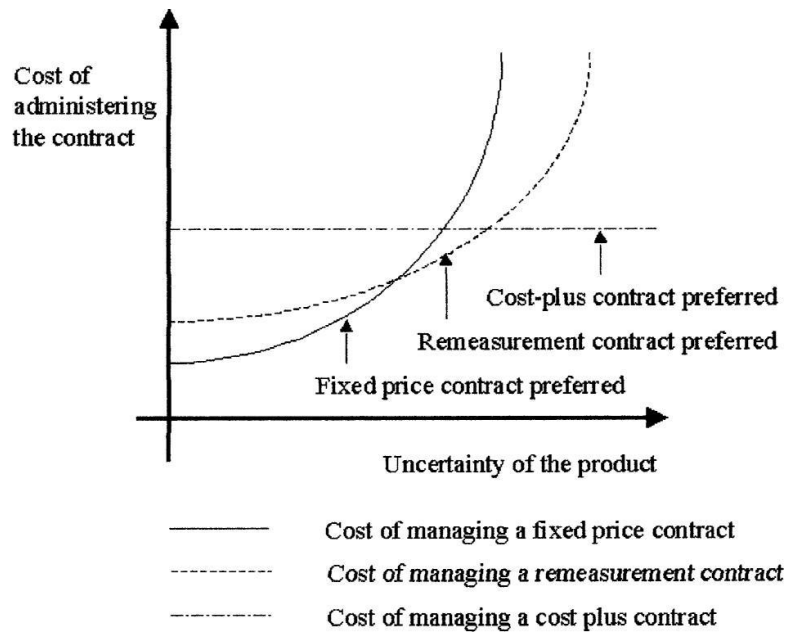 Cost of
administering
the contract
Cost-plus contract preferred
Remeasurement contract preferred
Fixed price contract preferred
Uncertainty of the product
Cost of managing a fixed price contract
Cost of managing a remeasurement contract
Cost of managing a cost plus contract